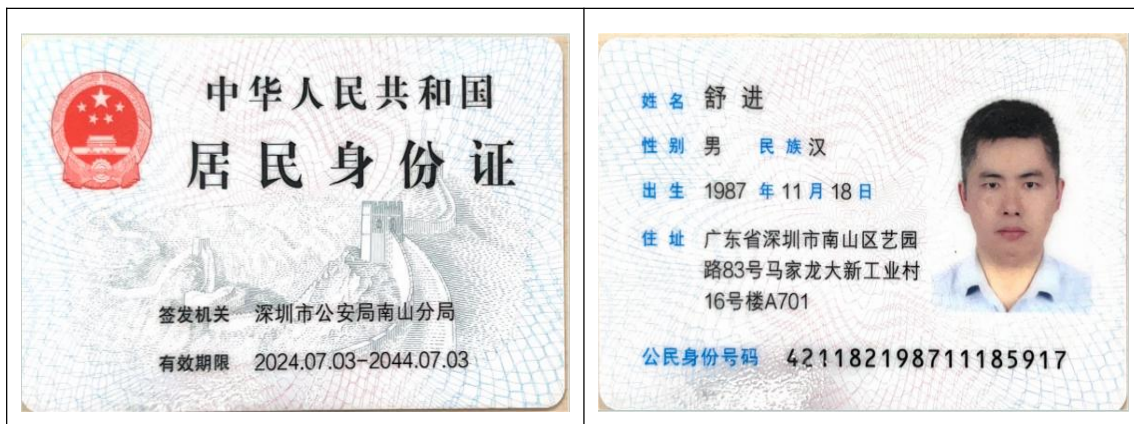 中华人民共和国
居民身份证
签发机关 深圳市公安局南山分局
有效期限 2024.07.03-2044.07.03
姓名 舒进
性别 男 民族 汉
出生 1987 年 11 月 18 日
住址 广东省深圳市南山区艺园
路83号马家龙大新工业村
16号楼A701
公民身份号码 421182198711185917